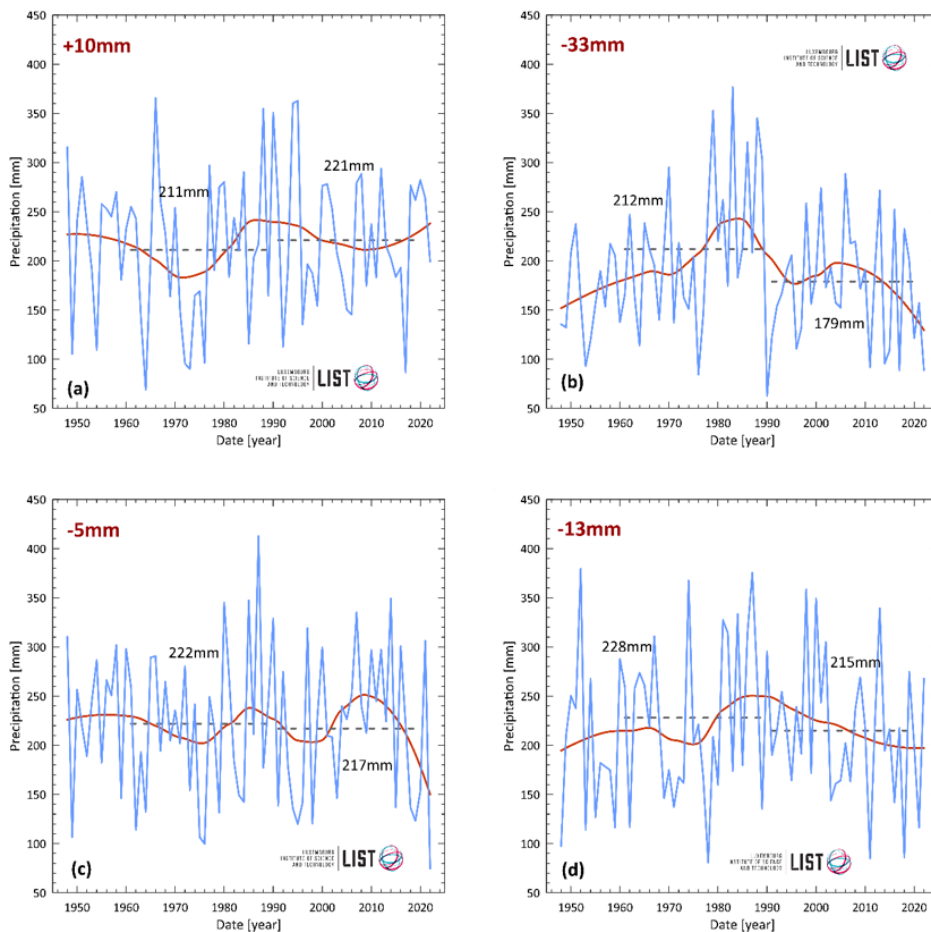 +10mm
LUXEMBOURG
INSTITUTE OF SCIENCE
AND TECHNOLOGY
LIST
450
400
350
300
250
200
150
100
50
Precipitation [mm]
211mm
221mm
(a)
1950 1960 1970 1980 1990 2000 2010 2020
Date [year]
-33mm
LUXEMBOURG
INSTITUTE OF SCIENCE
AND TECHNOLOGY
LIST
450
400
350
300
250
200
150
100
50
Precipitation [mm]
212mm
179mm
(b)
1950 1960 1970 1980 1990 2000 2010 2020
Date [year]
-5mm
450
400
350
300
250
200
150
100
50
Precipitation [mm]
222mm
217mm
(c)
LUXEMBOURG
INSTITUTE OF SCIENCE
AND TECHNOLOGY
LIST
1950 1960 1970 1980 1990 2000 2010 2020
Date [year]
-13mm
450
400
350
300
250
200
150
100
50
Precipitation [mm]
228mm
215mm
(d)
LUXEMBOURG
INSTITUTE OF SCIENCE
AND TECHNOLOGY
LIST
1950 1960 1970 1980 1990 2000 2010 2020
Date [year]